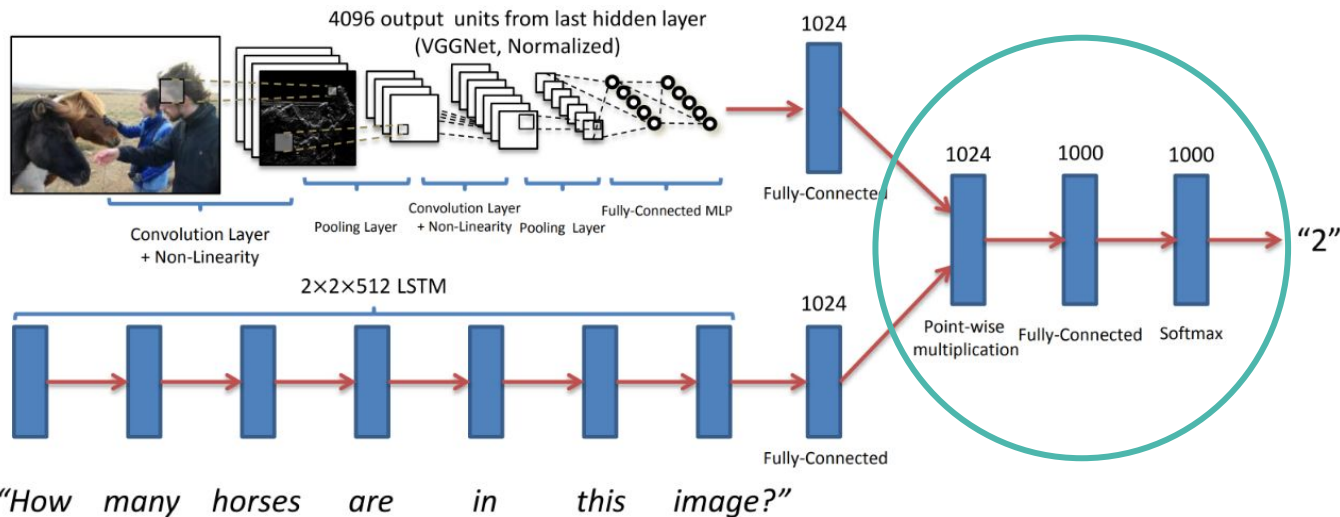 4096 output units from last hidden layer
(VGGNet, Normalized)
1024
Fully-Connected
Convolution Layer
+ Non-Linearity
Pooling Layer
Convolution Layer
+ Non-Linearity
Pooling Layer
Fully-Connected MLP
2×2×512 LSTM
1024
Fully-Connected
1024
Point-wise
multiplication
1000
Fully-Connected
1000
Softmax
“2”
“How many horses are in this image?”